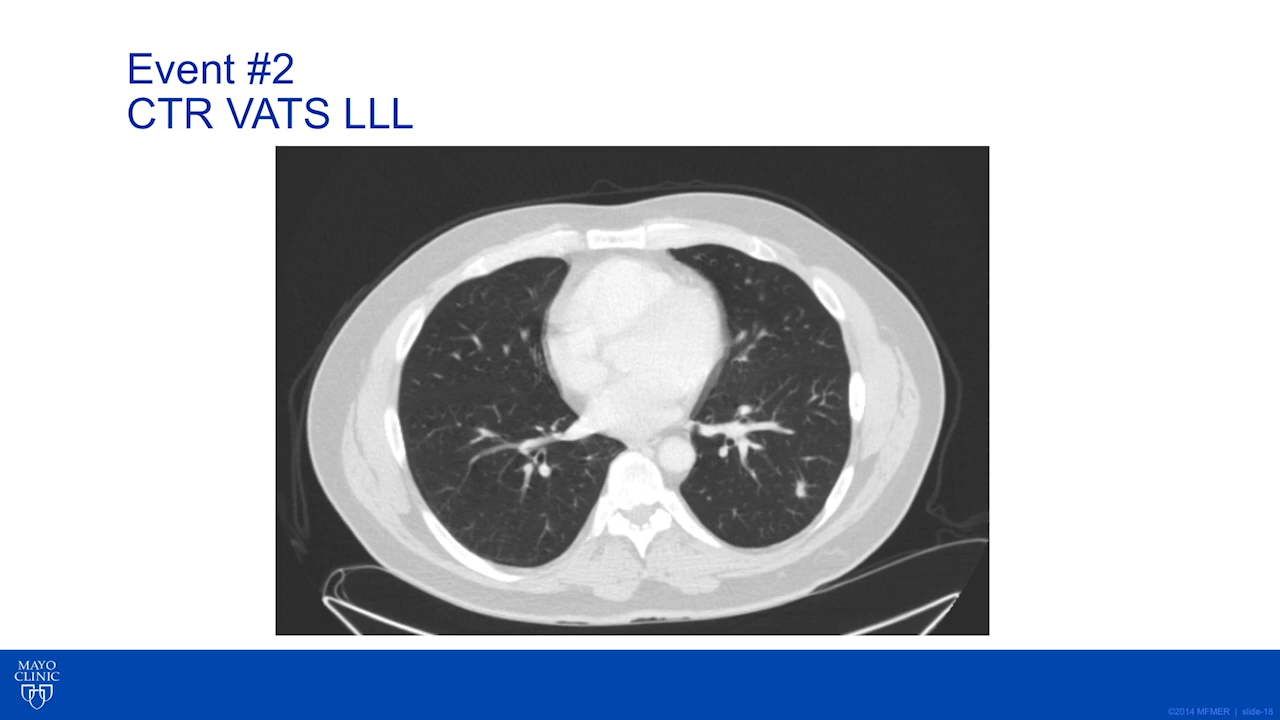 Event #2
CTR VATS LLL
MAYO
CLINIC
©2014 MFMER | slide-18